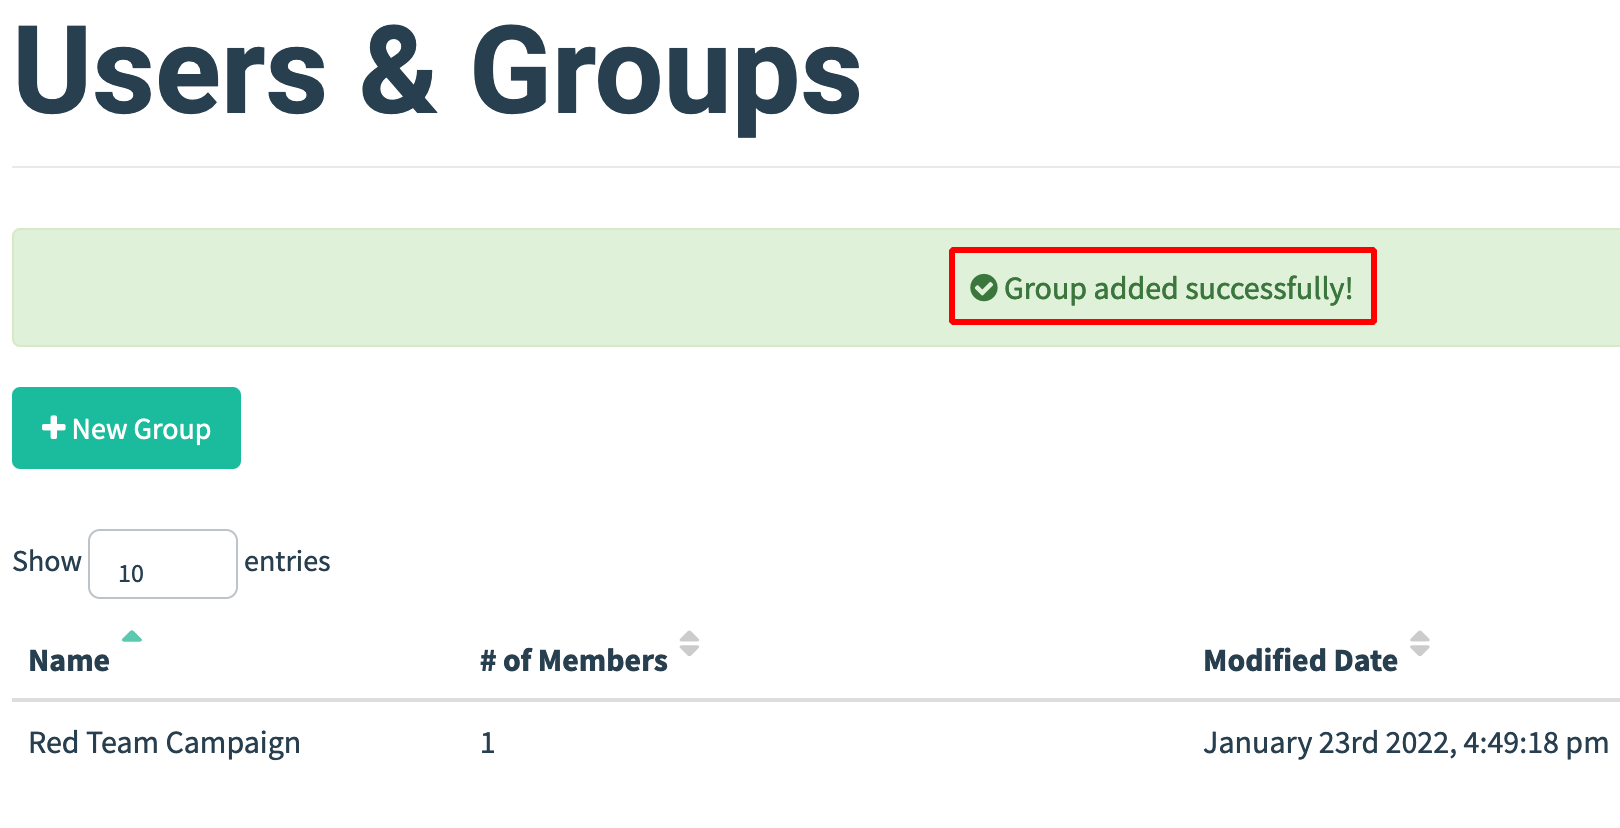 Users & Groups
Group added successfully!
New Group
Show 10 entries
Name # of Members Modified Date
Red Team Campaign 1 January 23rd 2022, 4:49:18 pm